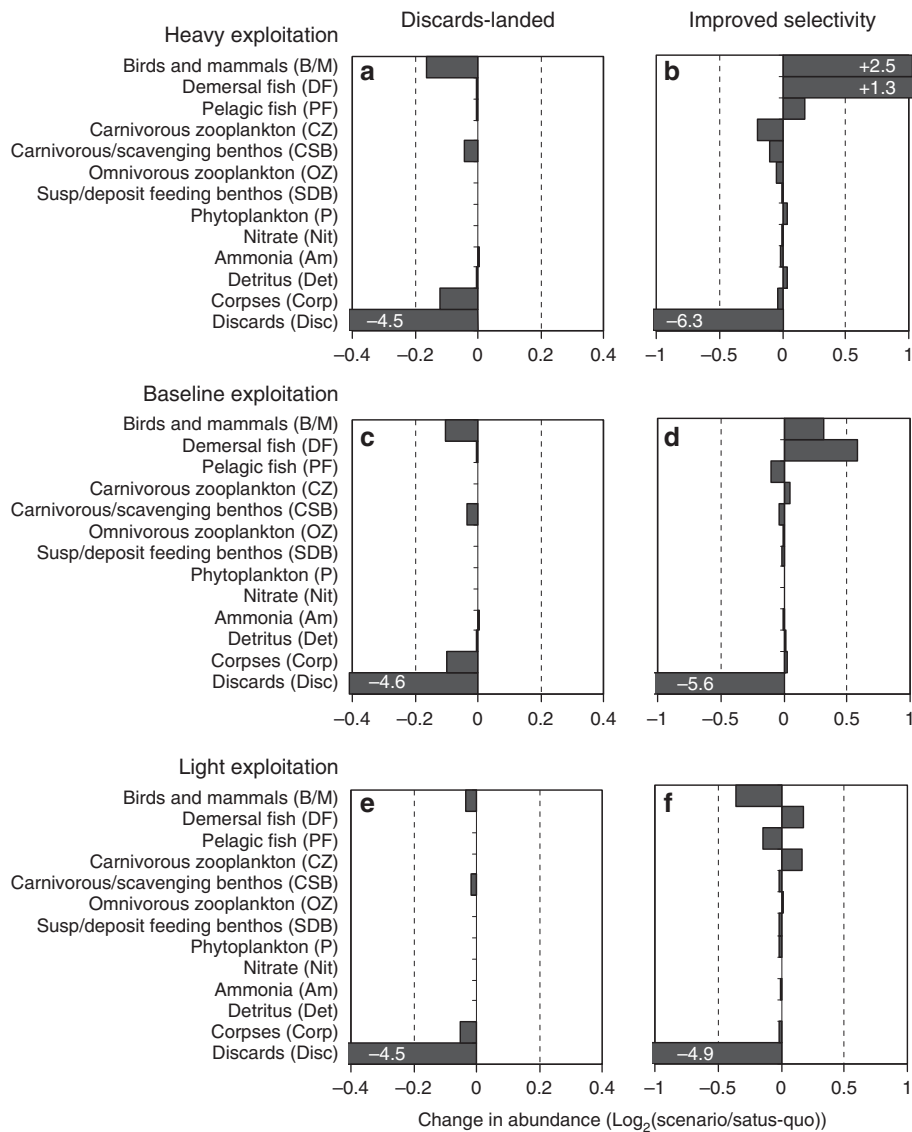 Discards-landed Improved selectivity
Heavy exploitation
a b
Birds and mammals (B/M) +2.5
Demersal fish (DF) +1.3
Pelagic fish (PF)
Carnivorous zooplankton (CZ)
Carnivorous/scavenging benthos (CSB)
Omnivorous zooplankton (OZ)
Susp/deposit feeding benthos (SDB)
Phytoplankton (P)
Nitrate (Nit)
Ammonia (Am)
Detritus (Det)
Corpses (Corp)
Discards (Disc) −4.5 −6.3
−0.4 −0.2 0 0.2 0.4 −1 −0.5 0 0.5 1
Baseline exploitation
c d
Birds and mammals (B/M)
Demersal fish (DF)
Pelagic fish (PF)
Carnivorous zooplankton (CZ)
Carnivorous/scavenging benthos (CSB)
Omnivorous zooplankton (OZ)
Susp/deposit feeding benthos (SDB)
Phytoplankton (P)
Nitrate (Nit)
Ammonia (Am)
Detritus (Det)
Corpses (Corp)
Discards (Disc) −4.6 −5.6
−0.4 −0.2 0 0.2 0.4 −1 −0.5 0 0.5 1
Light exploitation
e f
Birds and mammals (B/M)
Demersal fish (DF)
Pelagic fish (PF)
Carnivorous zooplankton (CZ)
Carnivorous/scavenging benthos (CSB)
Omnivorous zooplankton (OZ)
Susp/deposit feeding benthos (SDB)
Phytoplankton (P)
Nitrate (Nit)
Ammonia (Am)
Detritus (Det)
Corpses (Corp)
Discards (Disc) −4.5 −4.9
−0.4 −0.2 0 0.2 0.4 −1 −0.5 0 0.5 1
Change in abundance (Log₂(scenario/satus-quo))